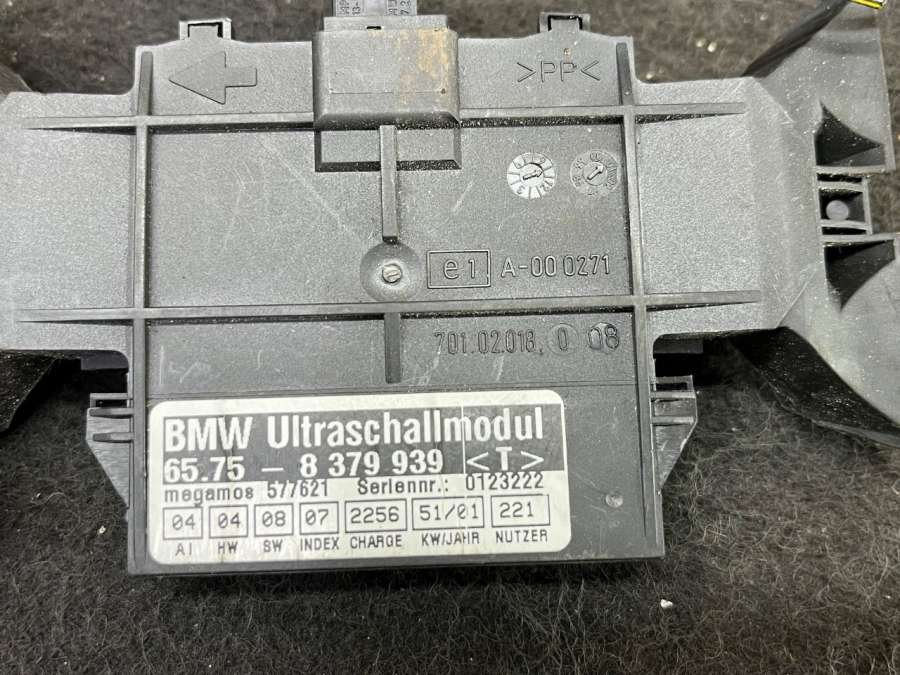 >PP<
e1 A-00 0271
701.02.018, 0 08
BMW Ultraschallmodul
65.75 - 8 379 939 <T>
megamos 577621 Seriennr.: 0123222
04 04 08 07 2256 51/01 221
AI HW SW INDEX CHARGE KW/JAHR NUTZER